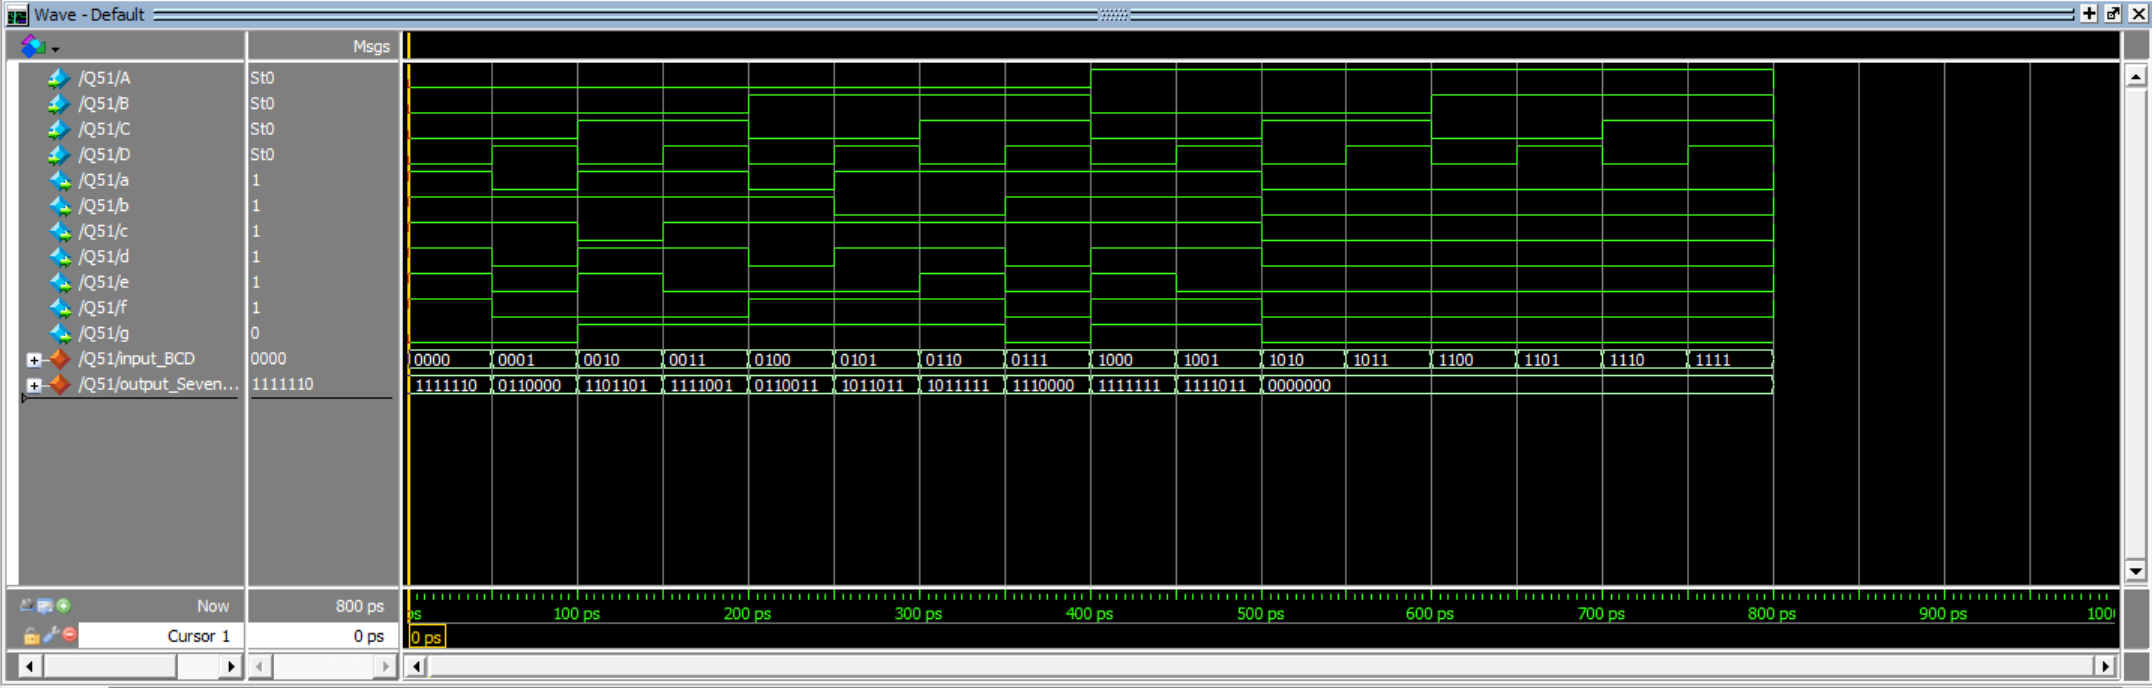 Wave - Default
Msgs
/Q51/A St0
/Q51/B St0
/Q51/C St0
/Q51/D St0
/Q51/a 1
/Q51/b 1
/Q51/c 1
/Q51/d 1
/Q51/e 1
/Q51/f 1
/Q51/g 0
/Q51/input_BCD 0000 0000 0001 0010 0011 0100 0101 0110 0111 1000 1001 1010 1011 1100 1101 1110 1111
/Q51/output_Seven... 1111110 1111110 0110000 1101101 1111001 0110011 1011011 1011111 1110000 1111111 1111011 0000000
Now 800 ps ps 100 ps 200 ps 300 ps 400 ps 500 ps 600 ps 700 ps 800 ps 900 ps 100
Cursor 1 0 ps 0 ps